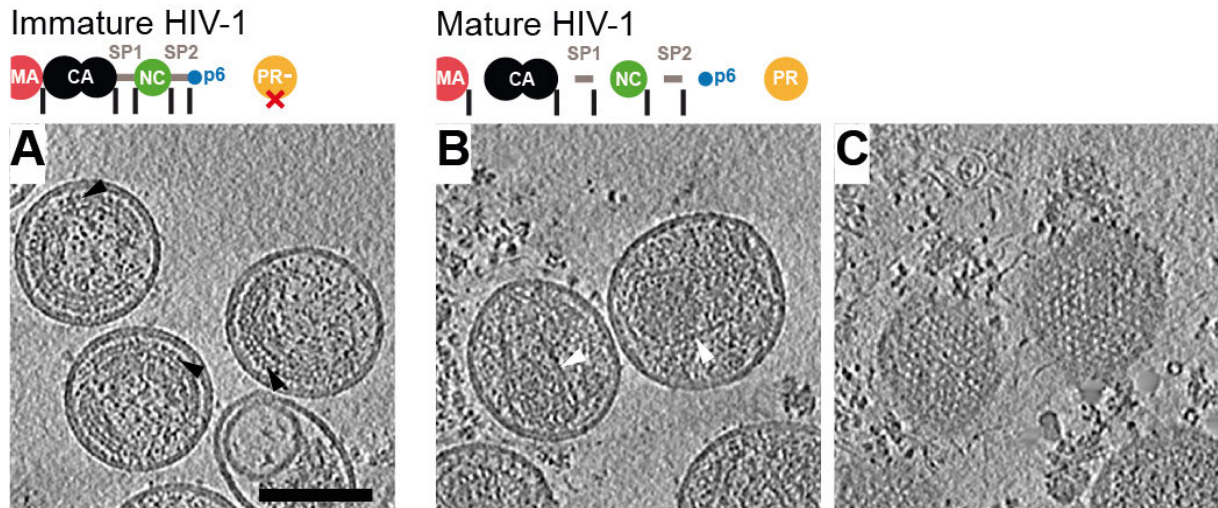 Immature HIV-1
Mature HIV-1
SP1 SP2
MA CA NC p6 PR-
SP1 SP2
MA CA NC p6 PR
A
B
C